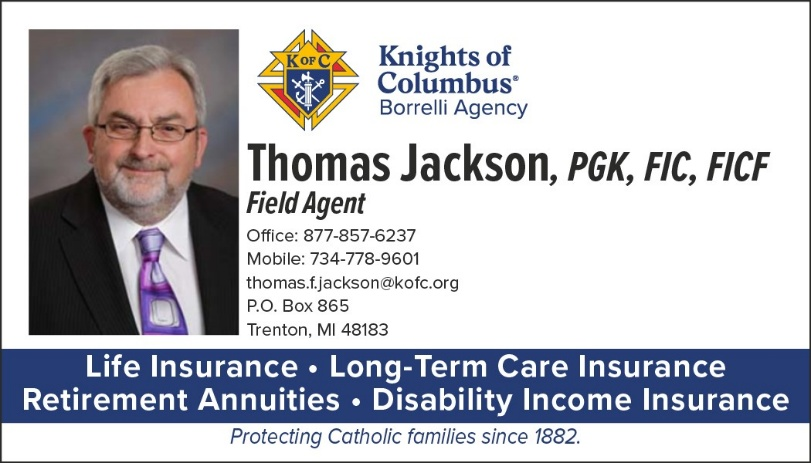 K OF C
Knights of
Columbus®
Borrelli Agency
Thomas Jackson, PGK, FIC, FICF
Field Agent
Office: 877-857-6237
Mobile: 734-778-9601
thomas.f.jackson@kofc.org
P.O. Box 865
Trenton, MI 48183
Life Insurance • Long-Term Care Insurance
Retirement Annuities • Disability Income Insurance
Protecting Catholic families since 1882.